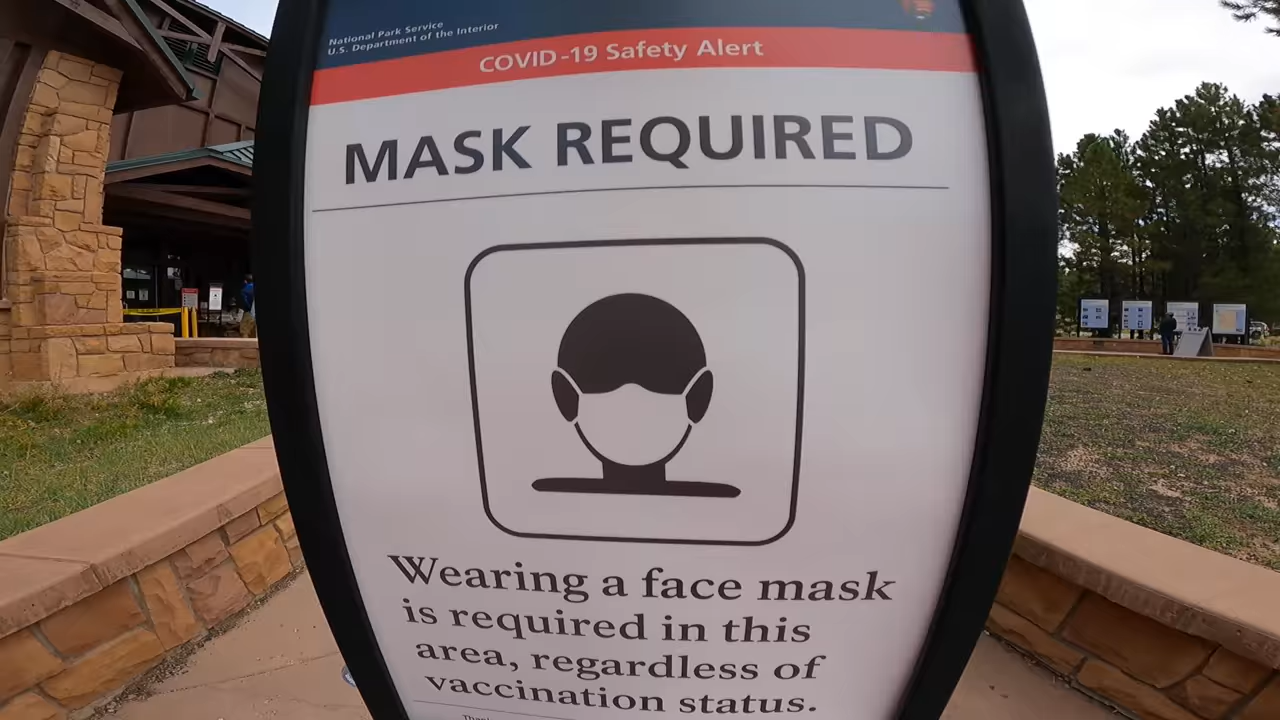 National Park Service
U.S. Department of the Interior
COVID-19 Safety Alert
MASK REQUIRED
Wearing a face mask
is required in this
area, regardless of
vaccination status.